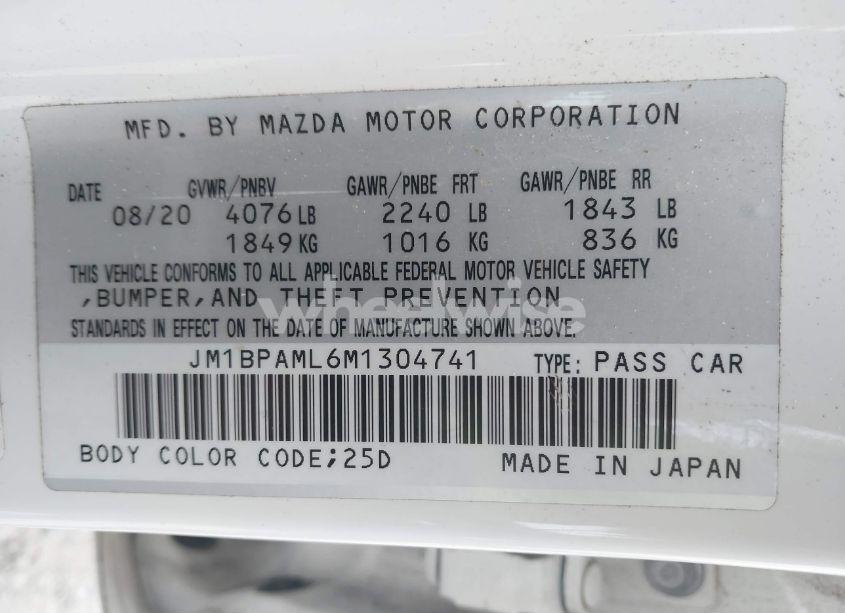 MFD. BY MAZDA MOTOR CORPORATION
DATE GVWR/PNBV GAWR/PNBE FRT GAWR/PNBE RR
08/20 4076 LB 2240 LB 1843 LB
1849 KG 1016 KG 836 KG
THIS VEHICLE CONFORMS TO ALL APPLICABLE FEDERAL MOTOR VEHICLE SAFETY
,BUMPER,AND THEFT PREVENTION
wheelwise
STANDARDS IN EFFECT ON THE DATE OF MANUFACTURE SHOWN ABOVE.
JM1BPAML6M1304741 TYPE: PASS CAR
BODY COLOR CODE;25D MADE IN JAPAN